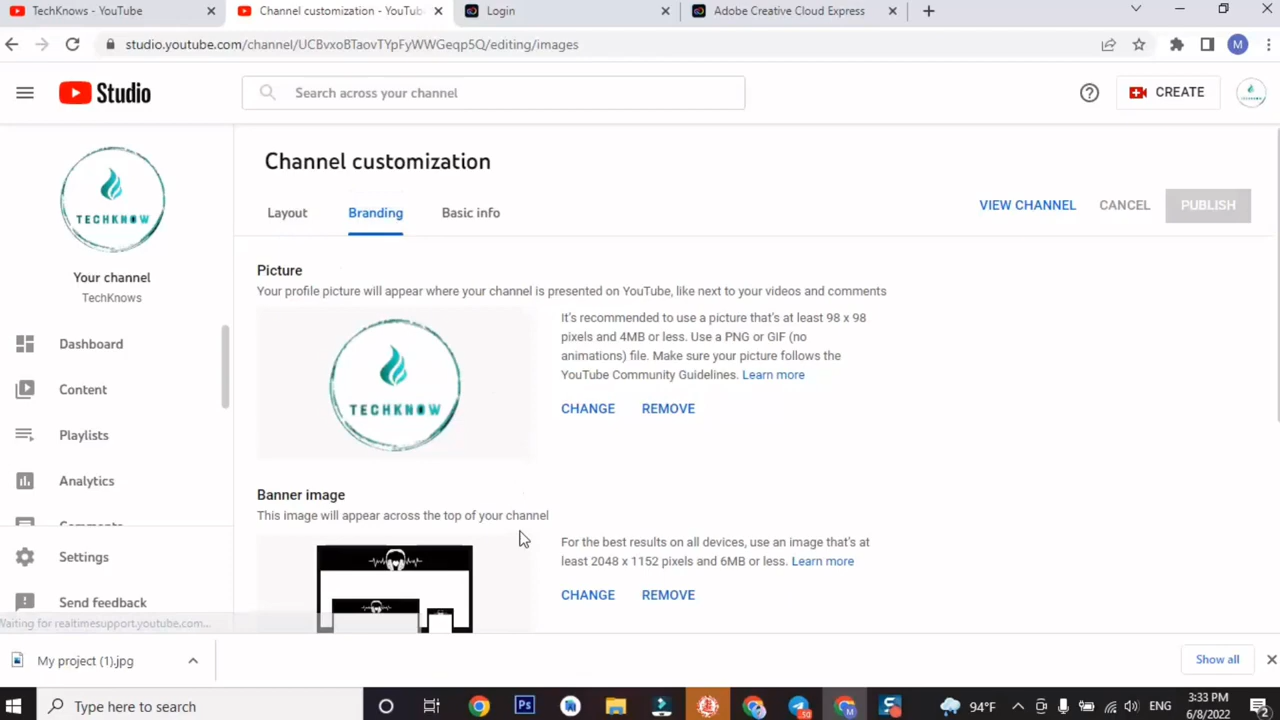 TechKnows - YouTube
Channel customization - YouTub
Login
Adobe Creative Cloud Express
studio.youtube.com/channel/UCBvxoBTaovTYpFyWWGeqp5Q/editing/images
M
Studio
Search across your channel
CREATE
TECHKNOW
Your channel
TechKnows
Dashboard
Content
Playlists
Analytics
Comments
Settings
Send feedback
Waiting for realtimesupport.youtube.com...
Channel customization
Layout
Branding
Basic info
VIEW CHANNEL
CANCEL
PUBLISH
Picture
Your profile picture will appear where your channel is presented on YouTube, like next to your videos and comments
TECHKNOW
It's recommended to use a picture that's at least 98 x 98
pixels and 4MB or less. Use a PNG or GIF (no
animations) file. Make sure your picture follows the
YouTube Community Guidelines. Learn more
CHANGE
REMOVE
Banner image
This image will appear across the top of your channel
For the best results on all devices, use an image that's at
least 2048 x 1152 pixels and 6MB or less. Learn more
CHANGE
REMOVE
My project (1).jpg
Show all
Type here to search
Ps
94°F
ENG
3:33 PM
6/8/2022
2